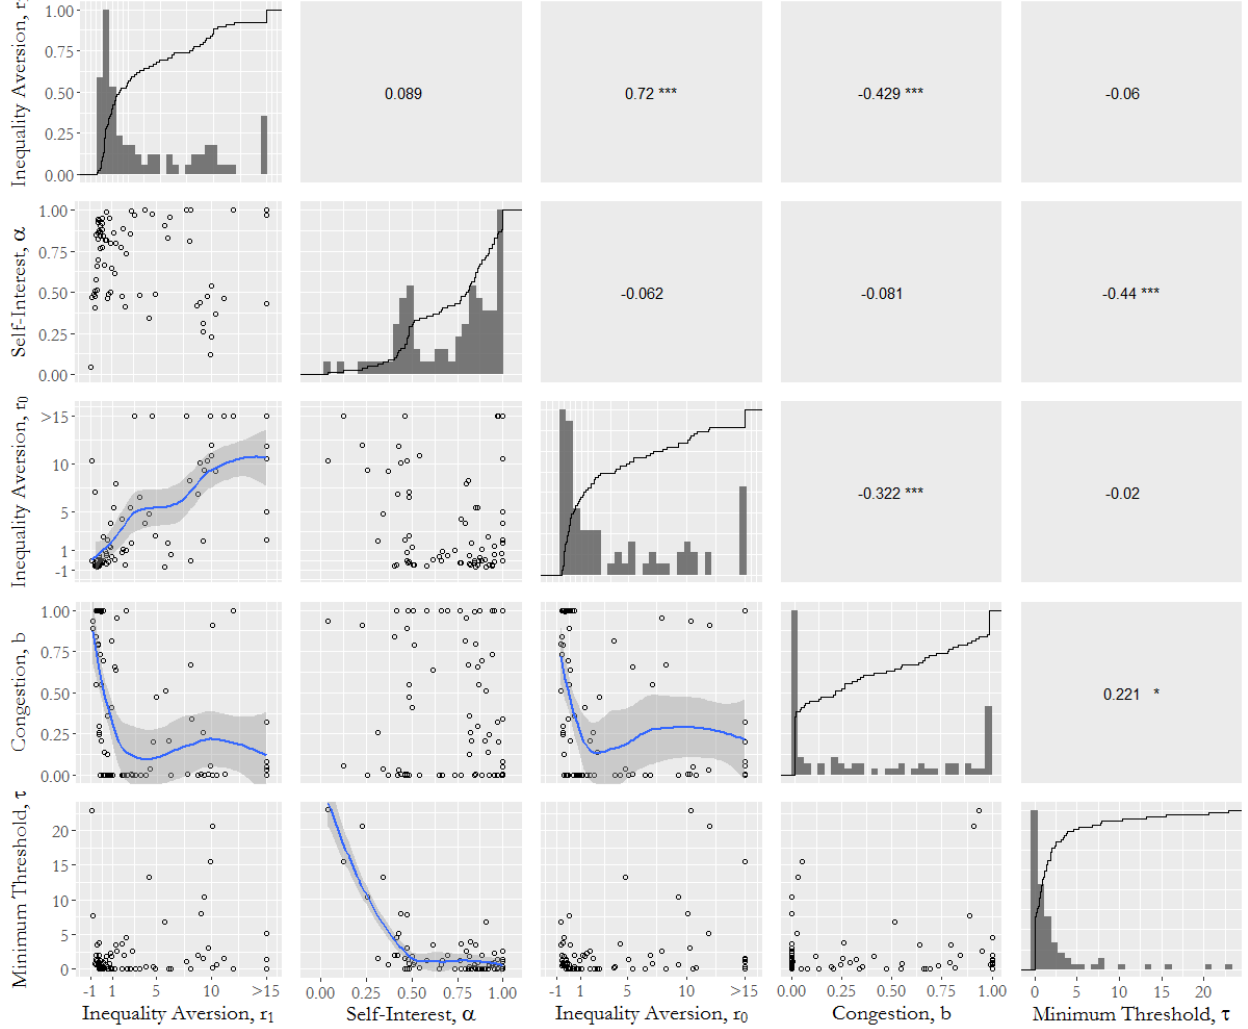 Inequality Aversion, r
1.00
0.75
0.50
0.25
0.00
0.089
0.72 ***
-0.429 ***
-0.06
Self-Interest, α
1.00
0.75
0.50
0.25
0.00
-0.062
-0.081
-0.44 ***
Inequality Aversion, r0
>15
10
5
1
-1
-0.322 ***
-0.02
Congestion, b
1.00
0.75
0.50
0.25
0.00
0.221 *
Minimum Threshold, τ
20
15
10
5
0
-1 1 5 10 >15
0.00 0.25 0.50 0.75 1.00
-1 1 5 10 >15
0.00 0.25 0.50 0.75 1.00
0 5 10 15 20
Inequality Aversion, r1
Self-Interest, α
Inequality Aversion, r0
Congestion, b
Minimum Threshold, τ